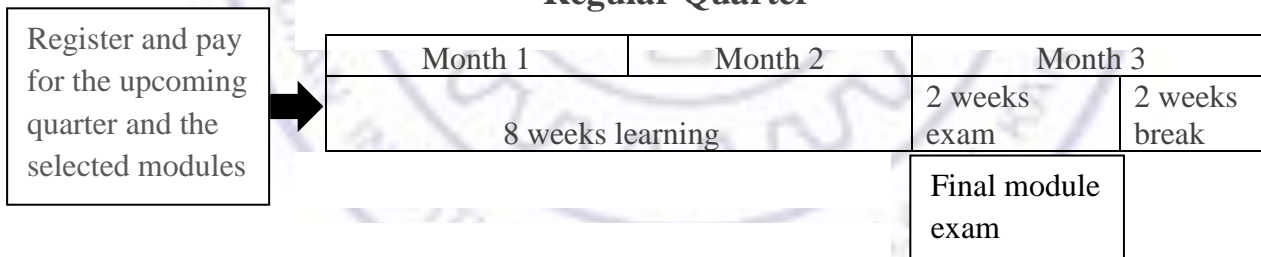 Regular Quarter
Register and pay
for the upcoming
quarter and the
selected modules
Month 1 Month 2 Month 3
8 weeks learning
2 weeks
exam
2 weeks
break
Final module
exam